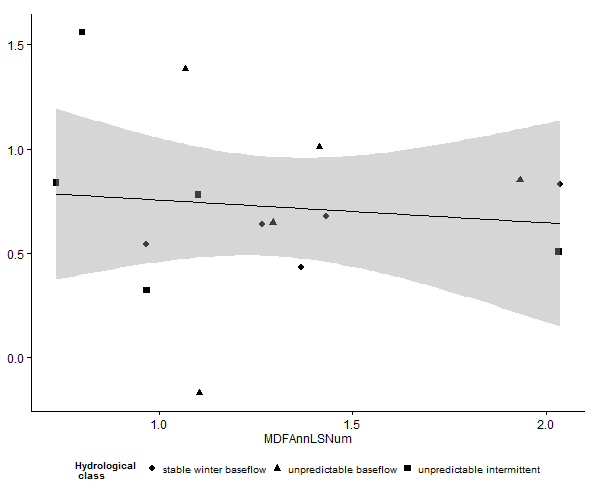 1.5
1.0
0.5
0.0
1.0 1.5 2.0
MDFAnnLSNum
Hydrological
class
stable winter baseflow unpredictable baseflow unpredictable intermittent